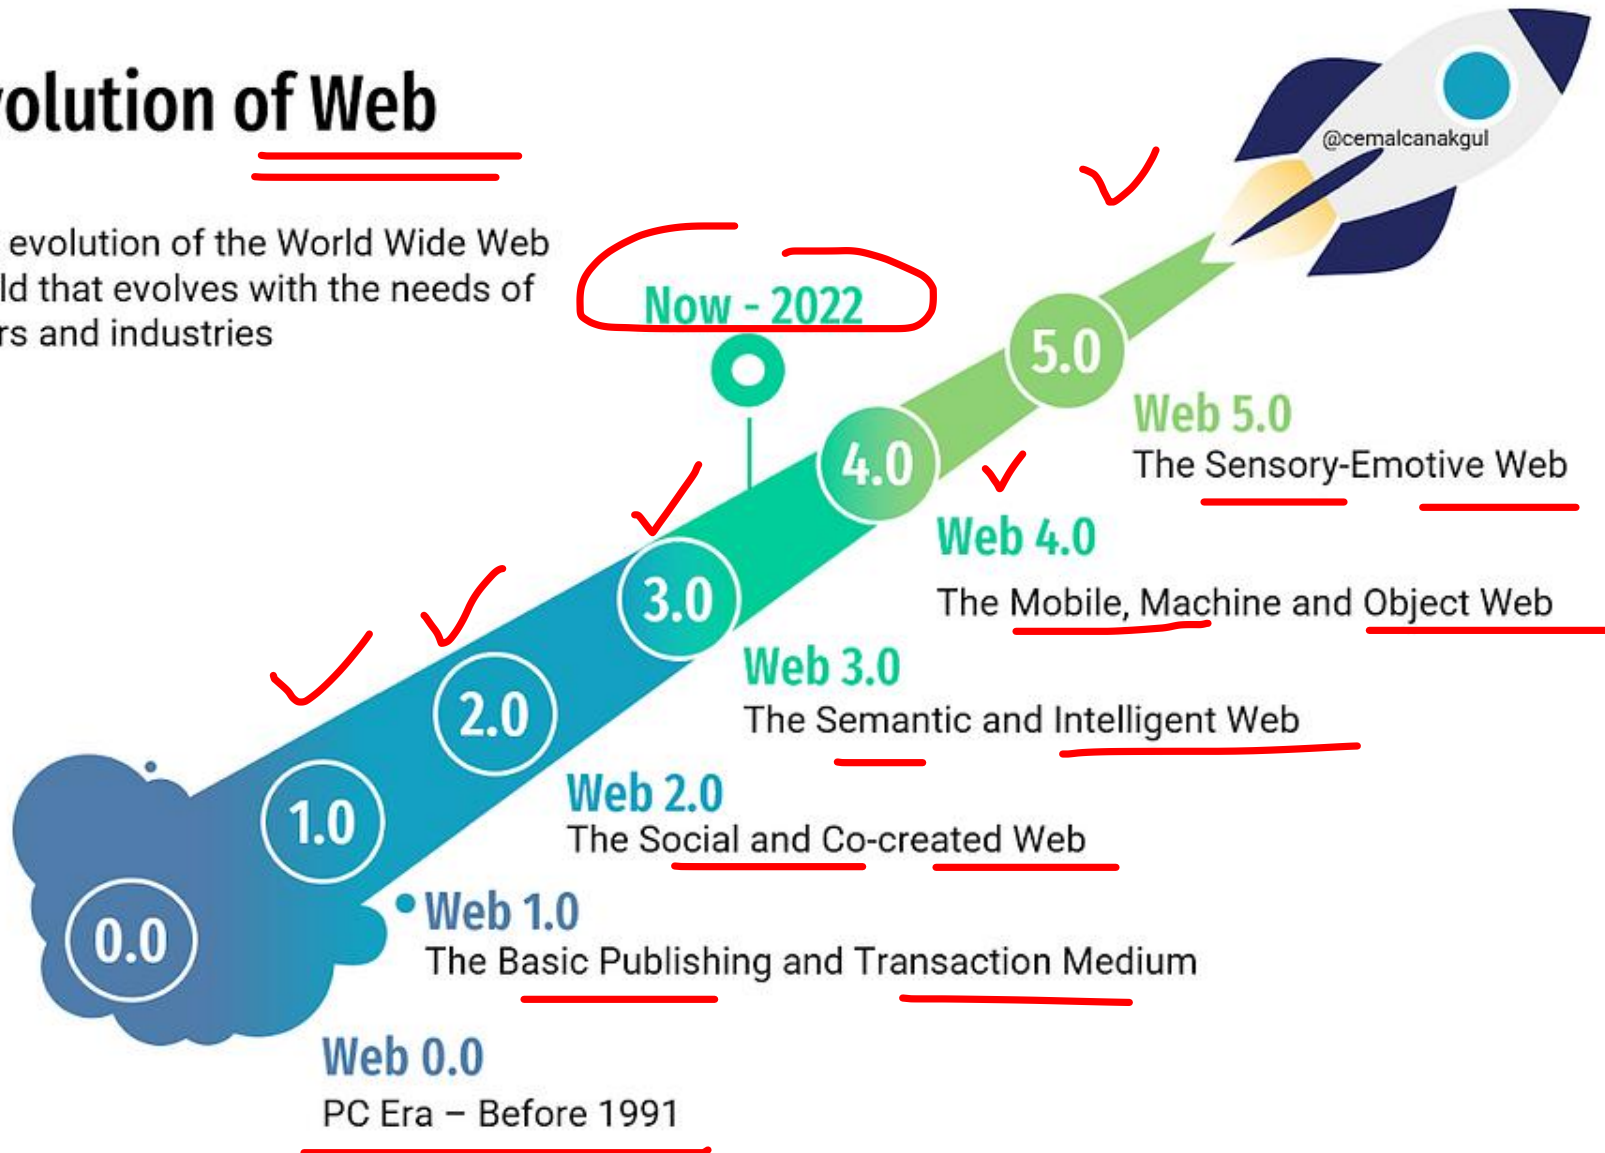 volution of Web
evolution of the World Wide Web
ld that evolves with the needs of
rs and industries
@cemalcanakgul
Now - 2022
5.0
Web 5.0
The Sensory-Emotive Web
4.0
Web 4.0
The Mobile, Machine and Object Web
3.0
Web 3.0
The Semantic and Intelligent Web
2.0
Web 2.0
The Social and Co-created Web
1.0
Web 1.0
The Basic Publishing and Transaction Medium
0.0
Web 0.0
PC Era – Before 1991